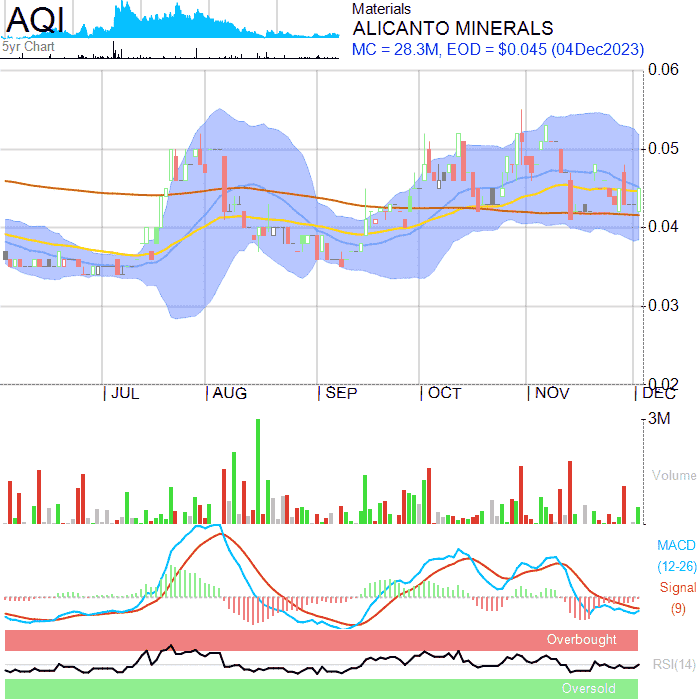 AQI
5yr Chart
Materials
ALICANTO MINERALS
MC = 28.3M, EOD = $0.045 (04Dec2023)
0.06
0.05
0.04
0.03
0.02
JUL AUG SEP OCT NOV DEC
3M
Volume
MACD
(12-26)
Signal
(9)
Overbought
RSI(14)
Oversold